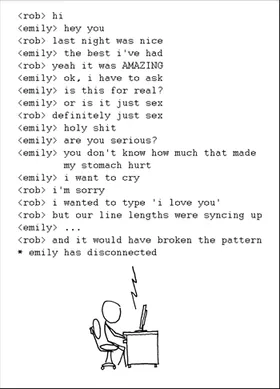 <rob> hi
<emily> hey you
<rob> last night was nice
<emily> the best i've had
<rob> yeah it was AMAZING
<emily> ok, i have to ask
<emily> is this for real?
<emily> or is it just sex
<rob> definitely just sex
<emily> holy shit
<emily> are you serious?
<emily> you don't know how much that made
my stomach hurt
<emily> i want to cry
<rob> i'm sorry
<rob> i wanted to type 'i love you'
<rob> but our line lengths were syncing up
<emily> ...
<rob> and it would have broken the pattern
* emily has disconnected